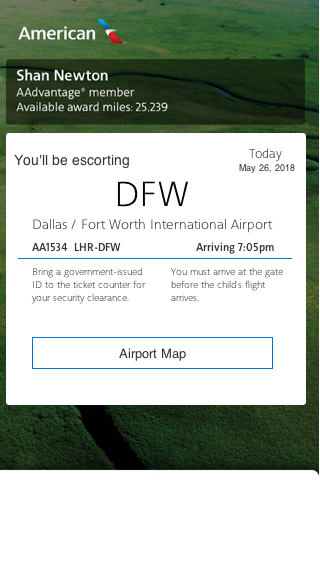 American
Shan Newton
AAdvantage® member
Available award miles: 25,239
You'll be escorting
Today
May 26, 2018
DFW
Dallas / Fort Worth International Airport
AA1534 LHR-DFW
Arriving 7:05pm
Bring a government-issued
ID to the ticket counter for
your security clearance.
You must arrive at the gate
before the child's flight
arrives.
Airport Map